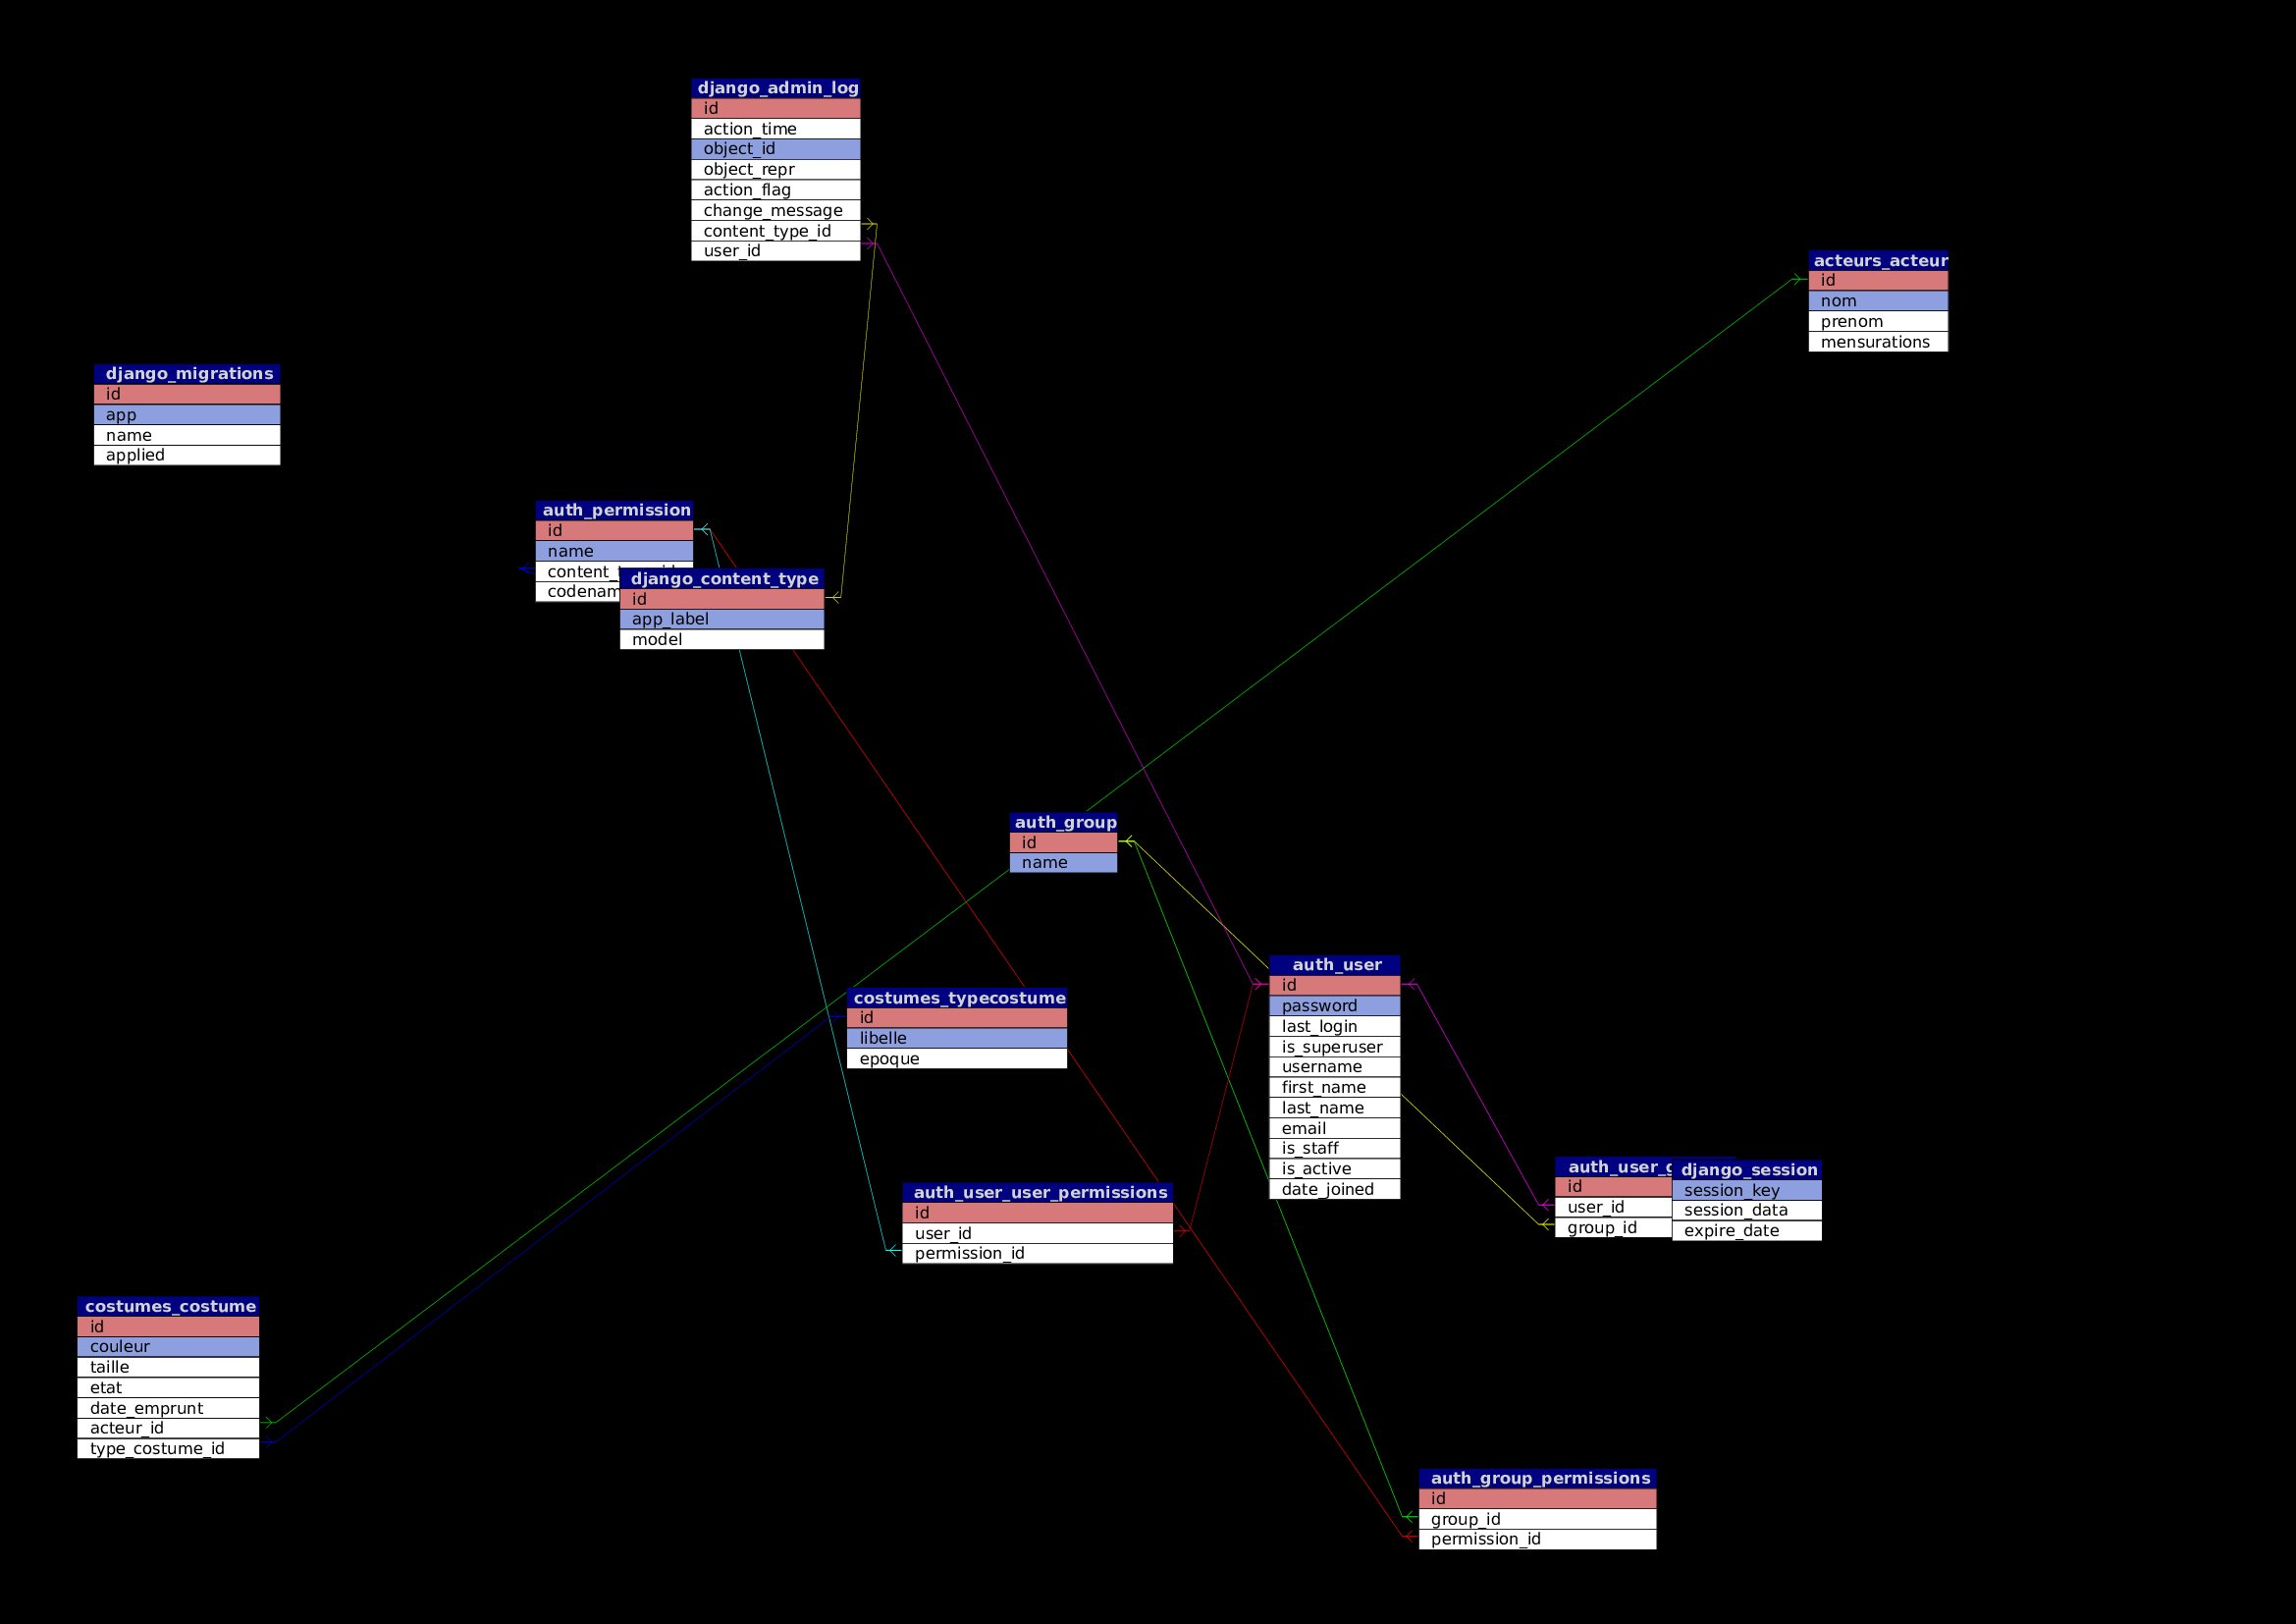 django_admin_log
id
action_time
object_id
object_repr
action_flag
change_message
content_type_id
user_id
acteurs_acteur
id
nom
prenom
mensurations
django_migrations
id
app
name
applied
auth_permission
id
name
content_
codenam
django_content_type
id
app_label
model
auth_group
id
name
auth_user
id
password
last_login
is_superuser
username
first_name
last_name
email
is_staff
is_active
date_joined
costumes_typecostume
id
libelle
epoque
auth_user_g
id
user_id
group_id
django_session
session_key
session_data
expire_date
auth_user_user_permissions
id
user_id
permission_id
costumes_costume
id
couleur
taille
etat
date_emprunt
acteur_id
type_costume_id
auth_group_permissions
id
group_id
permission_id